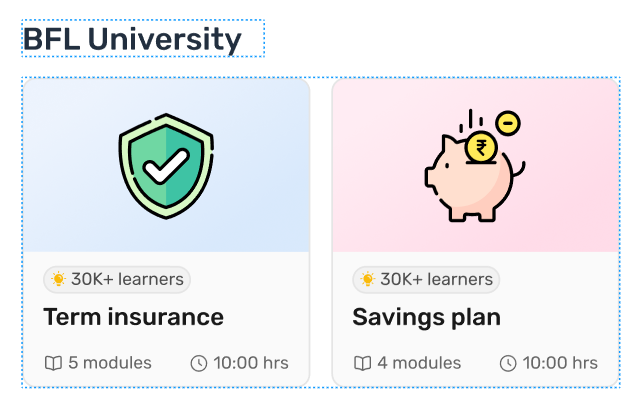 BFL University
₹
30K+ learners
30K+ learners
Term insurance
Savings plan
5 modules
10:00 hrs
4 modules
10:00 hrs